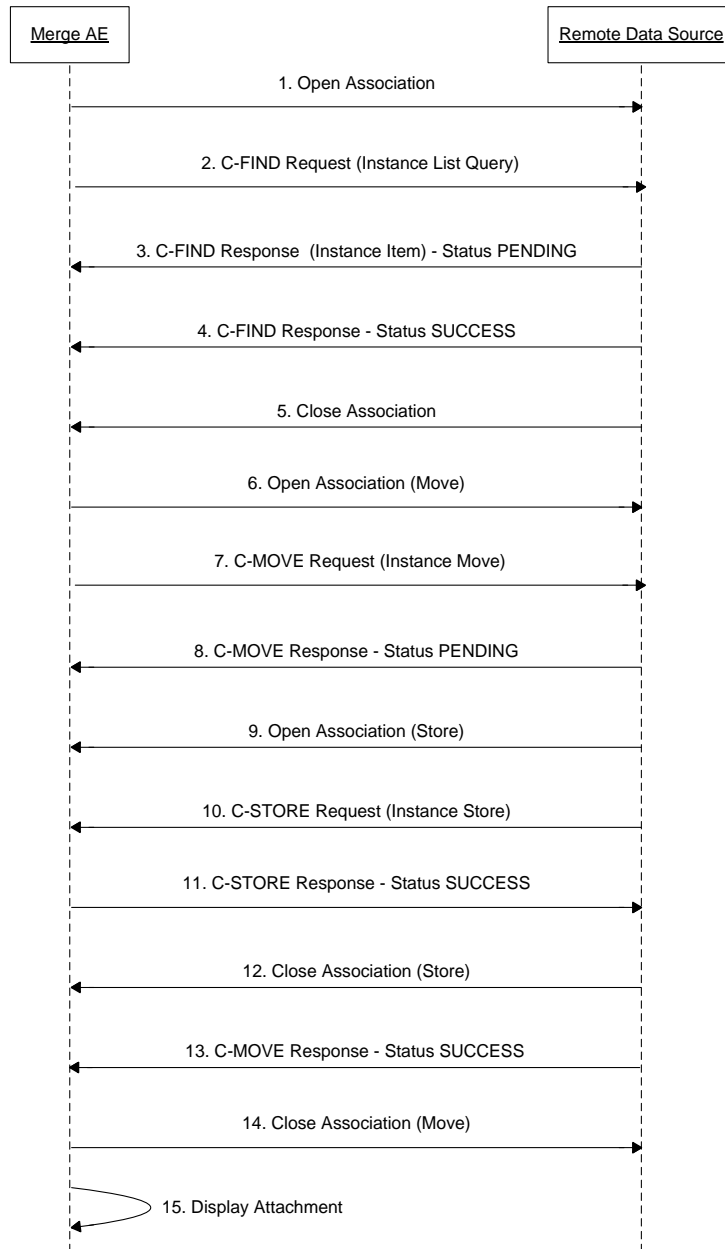 Merge AE
Remote Data Source
1. Open Association
2. C-FIND Request (Instance List Query)
3. C-FIND Response  (Instance Item) - Status PENDING
4. C-FIND Response - Status SUCCESS
5. Close Association
6. Open Association (Move)
7. C-MOVE Request (Instance Move)
8. C-MOVE Response - Status PENDING
9. Open Association (Store)
10. C-STORE Request (Instance Store)
11. C-STORE Response - Status SUCCESS
12. Close Association (Store)
13. C-MOVE Response - Status SUCCESS
14. Close Association (Move)
15. Display Attachment